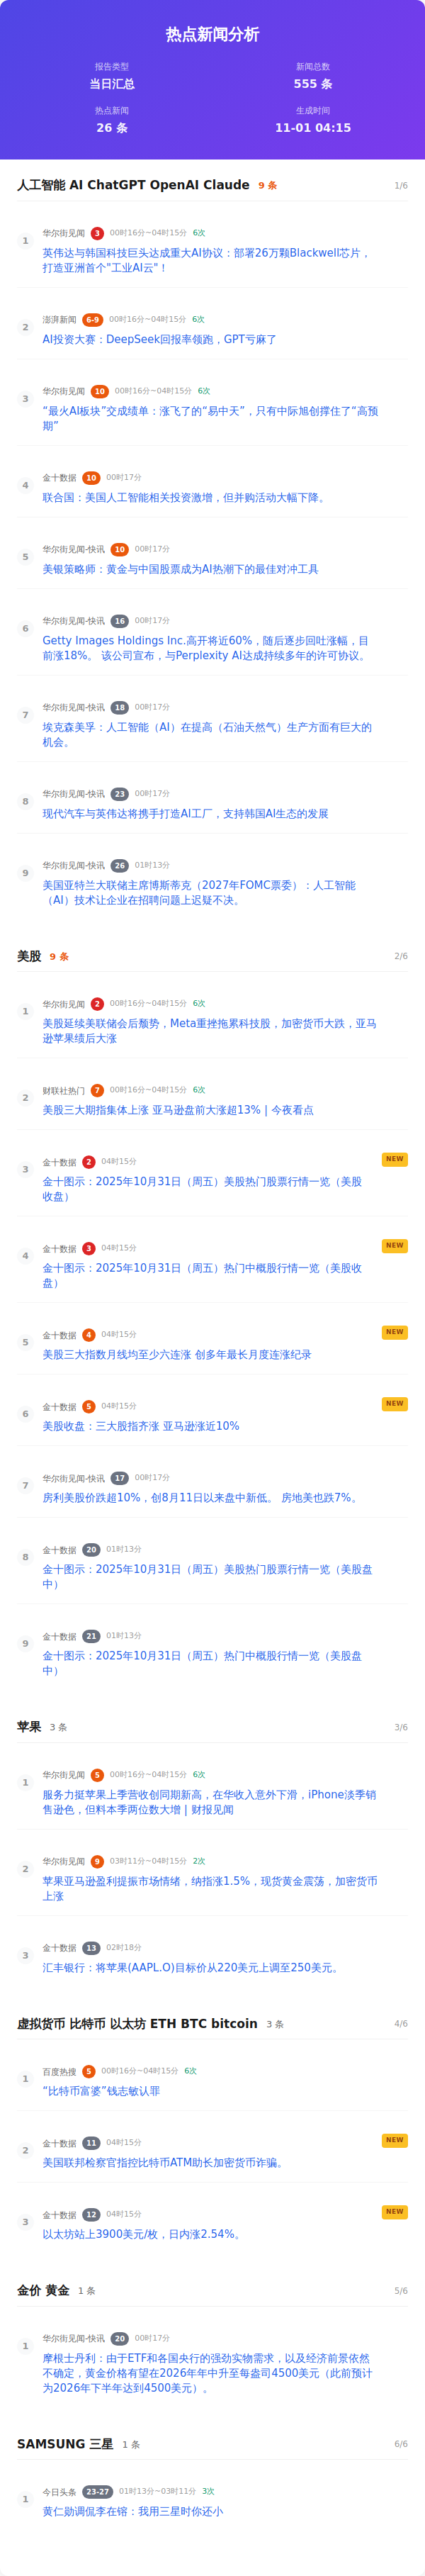 热点新闻分析
报告类型
当日汇总
新闻总数
555 条
热点新闻
26 条
生成时间
11-01 04:15
人工智能 AI ChatGPT OpenAI Claude 9 条 1/6
1
华尔街见闻 3 00时16分~04时15分 6次
英伟达与韩国科技巨头达成重大AI协议：部署26万颗Blackwell芯片，
打造亚洲首个"工业AI云"！
2
澎湃新闻 6-9 00时16分~04时15分 6次
AI投资大赛：DeepSeek回报率领跑，GPT亏麻了
3
华尔街见闻 10 00时16分~04时15分 6次
“最火AI板块”交成绩单：涨飞了的“易中天”，只有中际旭创撑住了“高预
期”
4
金十数据 10 00时17分
联合国：美国人工智能相关投资激增，但并购活动大幅下降。
5
华尔街见闻-快讯 10 00时17分
美银策略师：黄金与中国股票成为AI热潮下的最佳对冲工具
6
华尔街见闻-快讯 16 00时17分
Getty Images Holdings Inc.高开将近60%，随后逐步回吐涨幅，目
前涨18%。 该公司宣布，与Perplexity AI达成持续多年的许可协议。
7
华尔街见闻-快讯 18 00时17分
埃克森美孚：人工智能（AI）在提高（石油天然气）生产方面有巨大的
机会。
8
华尔街见闻-快讯 23 00时17分
现代汽车与英伟达将携手打造AI工厂，支持韩国AI生态的发展
9
华尔街见闻-快讯 26 01时13分
美国亚特兰大联储主席博斯蒂克（2027年FOMC票委）：人工智能
（AI）技术让企业在招聘问题上迟疑不决。
美股 9 条 2/6
1
华尔街见闻 2 00时16分~04时15分 6次
美股延续美联储会后颓势，Meta重挫拖累科技股，加密货币大跌，亚马
逊苹果绩后大涨
2
财联社热门 7 00时16分~04时15分 6次
美股三大期指集体上涨 亚马逊盘前大涨超13% | 今夜看点
3
金十数据 2 04时15分 NEW
金十图示：2025年10月31日（周五）美股热门股票行情一览（美股
收盘）
4
金十数据 3 04时15分 NEW
金十图示：2025年10月31日（周五）热门中概股行情一览（美股收
盘）
5
金十数据 4 04时15分 NEW
美股三大指数月线均至少六连涨 创多年最长月度连涨纪录
6
金十数据 5 04时15分 NEW
美股收盘：三大股指齐涨 亚马逊涨近10%
7
华尔街见闻-快讯 17 00时17分
房利美股价跌超10%，创8月11日以来盘中新低。 房地美也跌7%。
8
金十数据 20 01时13分
金十图示：2025年10月31日（周五）美股热门股票行情一览（美股盘
中）
9
金十数据 21 01时13分
金十图示：2025年10月31日（周五）热门中概股行情一览（美股盘
中）
苹果 3 条 3/6
1
华尔街见闻 5 00时16分~04时15分 6次
服务力挺苹果上季营收创同期新高，在华收入意外下滑，iPhone淡季销
售逊色，但料本季两位数大增 | 财报见闻
2
华尔街见闻 9 03时11分~04时15分 2次
苹果亚马逊盈利提振市场情绪，纳指涨1.5%，现货黄金震荡，加密货币
上涨
3
金十数据 13 02时18分
汇丰银行：将苹果(AAPL.O)目标价从220美元上调至250美元。
虚拟货币 比特币 以太坊 ETH BTC bitcoin 3 条 4/6
1
百度热搜 5 00时16分~04时15分 6次
“比特币富婆”钱志敏认罪
2
金十数据 11 04时15分 NEW
美国联邦检察官指控比特币ATM助长加密货币诈骗。
3
金十数据 12 04时15分 NEW
以太坊站上3900美元/枚，日内涨2.54%。
金价 黄金 1 条 5/6
1
华尔街见闻-快讯 20 00时17分
摩根士丹利：由于ETF和各国央行的强劲实物需求，以及经济前景依然
不确定，黄金价格有望在2026年年中升至每盎司4500美元（此前预计
为2026年下半年达到4500美元）。
SAMSUNG 三星 1 条 6/6
1
今日头条 23-27 01时13分~03时11分 3次
黄仁勋调侃李在镕：我用三星时你还小